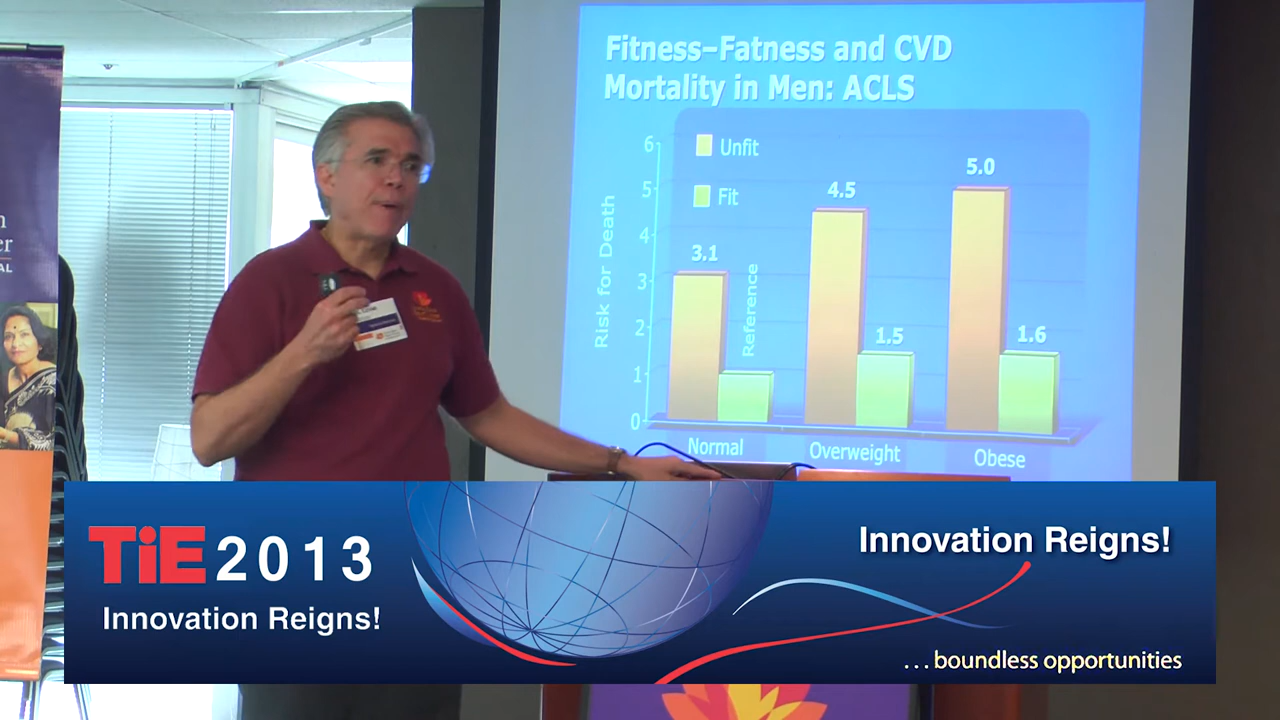 Fitness–Fatness and CVD
Mortality in Men: ACLS
6
5
4
3
2
1
0
Risk for Death
Unfit
Fit
3.1
Reference
4.5
1.5
5.0
1.6
Normal
Overweight
Obese
TiE 2013
Innovation Reigns!
Innovation Reigns!
...boundless opportunities